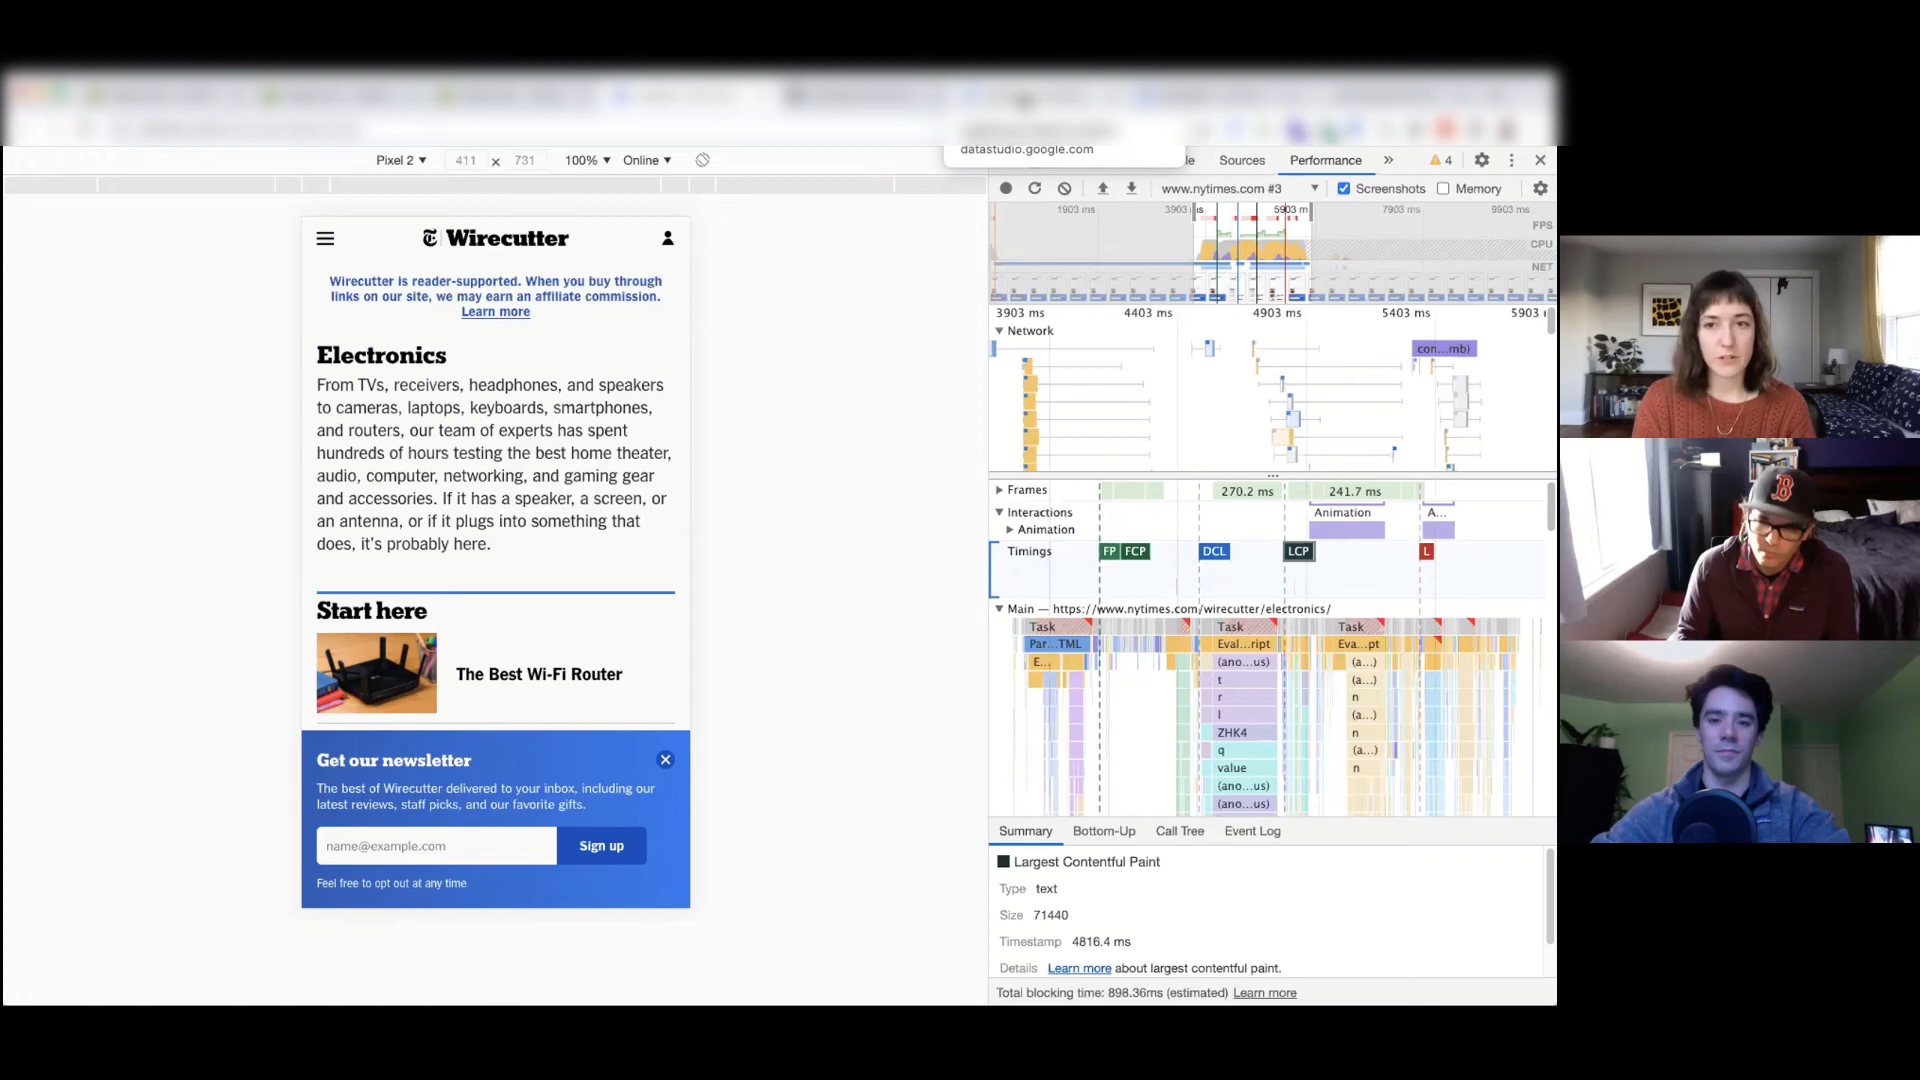 datastudio.google.com
Pixel 2 ▼ 411 × 731 100% ▼ Online ▼
Sources Performance » 4
www.nytimes.com #3 ▼ Screenshots Memory
1903 ms 5903 m 7903 ms 9903 ms
FPS
CPU
NET
3903 ms 4403 ms 4903 ms 5403 ms 5903
Network
con...mb)
Frames 270.2 ms 241.7 ms
Interactions Animation A...
Animation
Timings FP FCP DCL LCP L
Main — https://www.nytimes.com/wirecutter/electronics/
Task Task Task
Par...TML Eval...ript Eva...pt
E... (ano...us) (a...)
t (a...)
r n
l (a...)
ZHK4 n
q (a...)
value n
(ano...us)
(ano...us)
Summary Bottom-Up Call Tree Event Log
Largest Contentful Paint
Type text
Size 71440
Timestamp 4816.4 ms
Details Learn more about largest contentful paint.
Total blocking time: 898.36ms (estimated) Learn more
Wirecutter
Wirecutter is reader-supported. When you buy through
links on our site, we may earn an affiliate commission.
Learn more
Electronics
From TVs, receivers, headphones, and speakers
to cameras, laptops, keyboards, smartphones,
and routers, our team of experts has spent
hundreds of hours testing the best home theater,
audio, computer, networking, and gaming gear
and accessories. If it has a speaker, a screen, or
an antenna, or if it plugs into something that
does, it's probably here.
Start here
The Best Wi-Fi Router
Get our newsletter
The best of Wirecutter delivered to your inbox, including our
latest reviews, staff picks, and our favorite gifts.
name@example.com Sign up
Feel free to opt out at any time
B